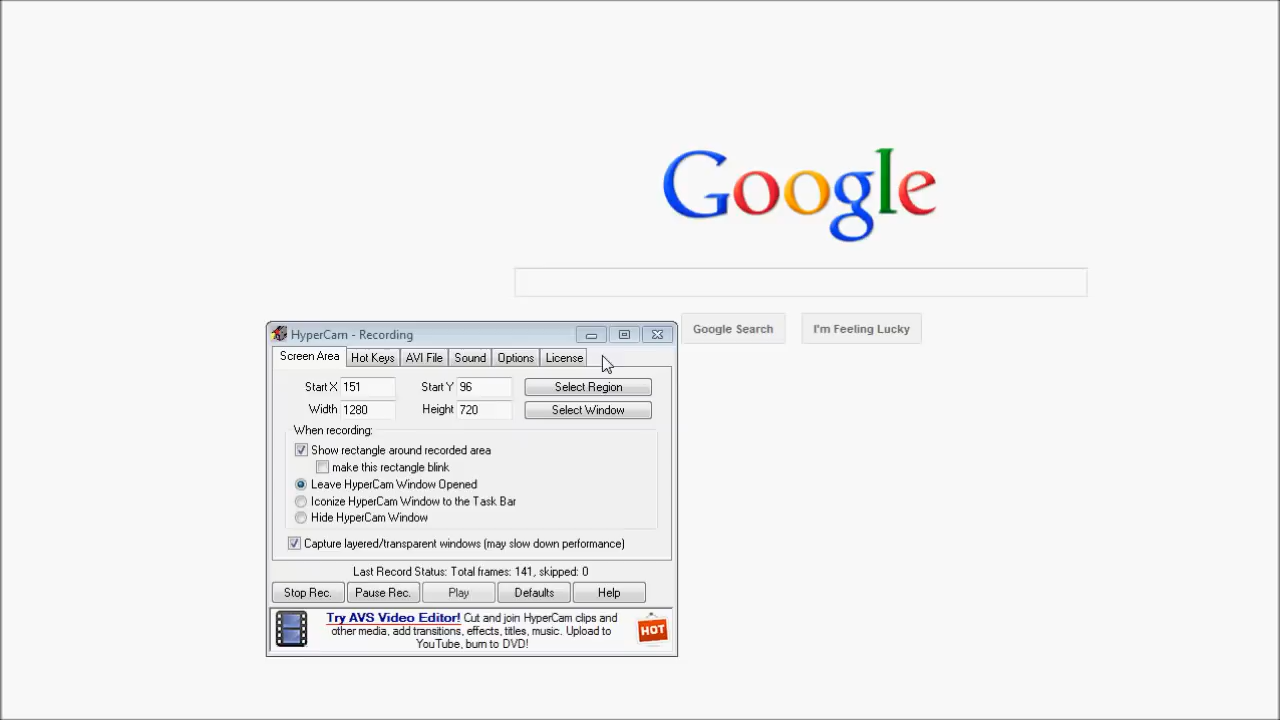 Google
Google Search I'm Feeling Lucky
HyperCam - Recording
Screen Area Hot Keys AVI File Sound Options License
Start X 151 Start Y 96 Select Region
Width 1280 Height 720 Select Window
When recording:
Show rectangle around recorded area
make this rectangle blink
Leave HyperCam Window Opened
Iconize HyperCam Window to the Task Bar
Hide HyperCam Window
Capture layered/transparent windows (may slow down performance)
Last Record Status: Total frames: 141, skipped: 0
Stop Rec. Pause Rec. Play Defaults Help
Try AVS Video Editor! Cut and join HyperCam clips and
other media, add transitions, effects, titles, music. Upload to
YouTube, burn to DVD!
HOT